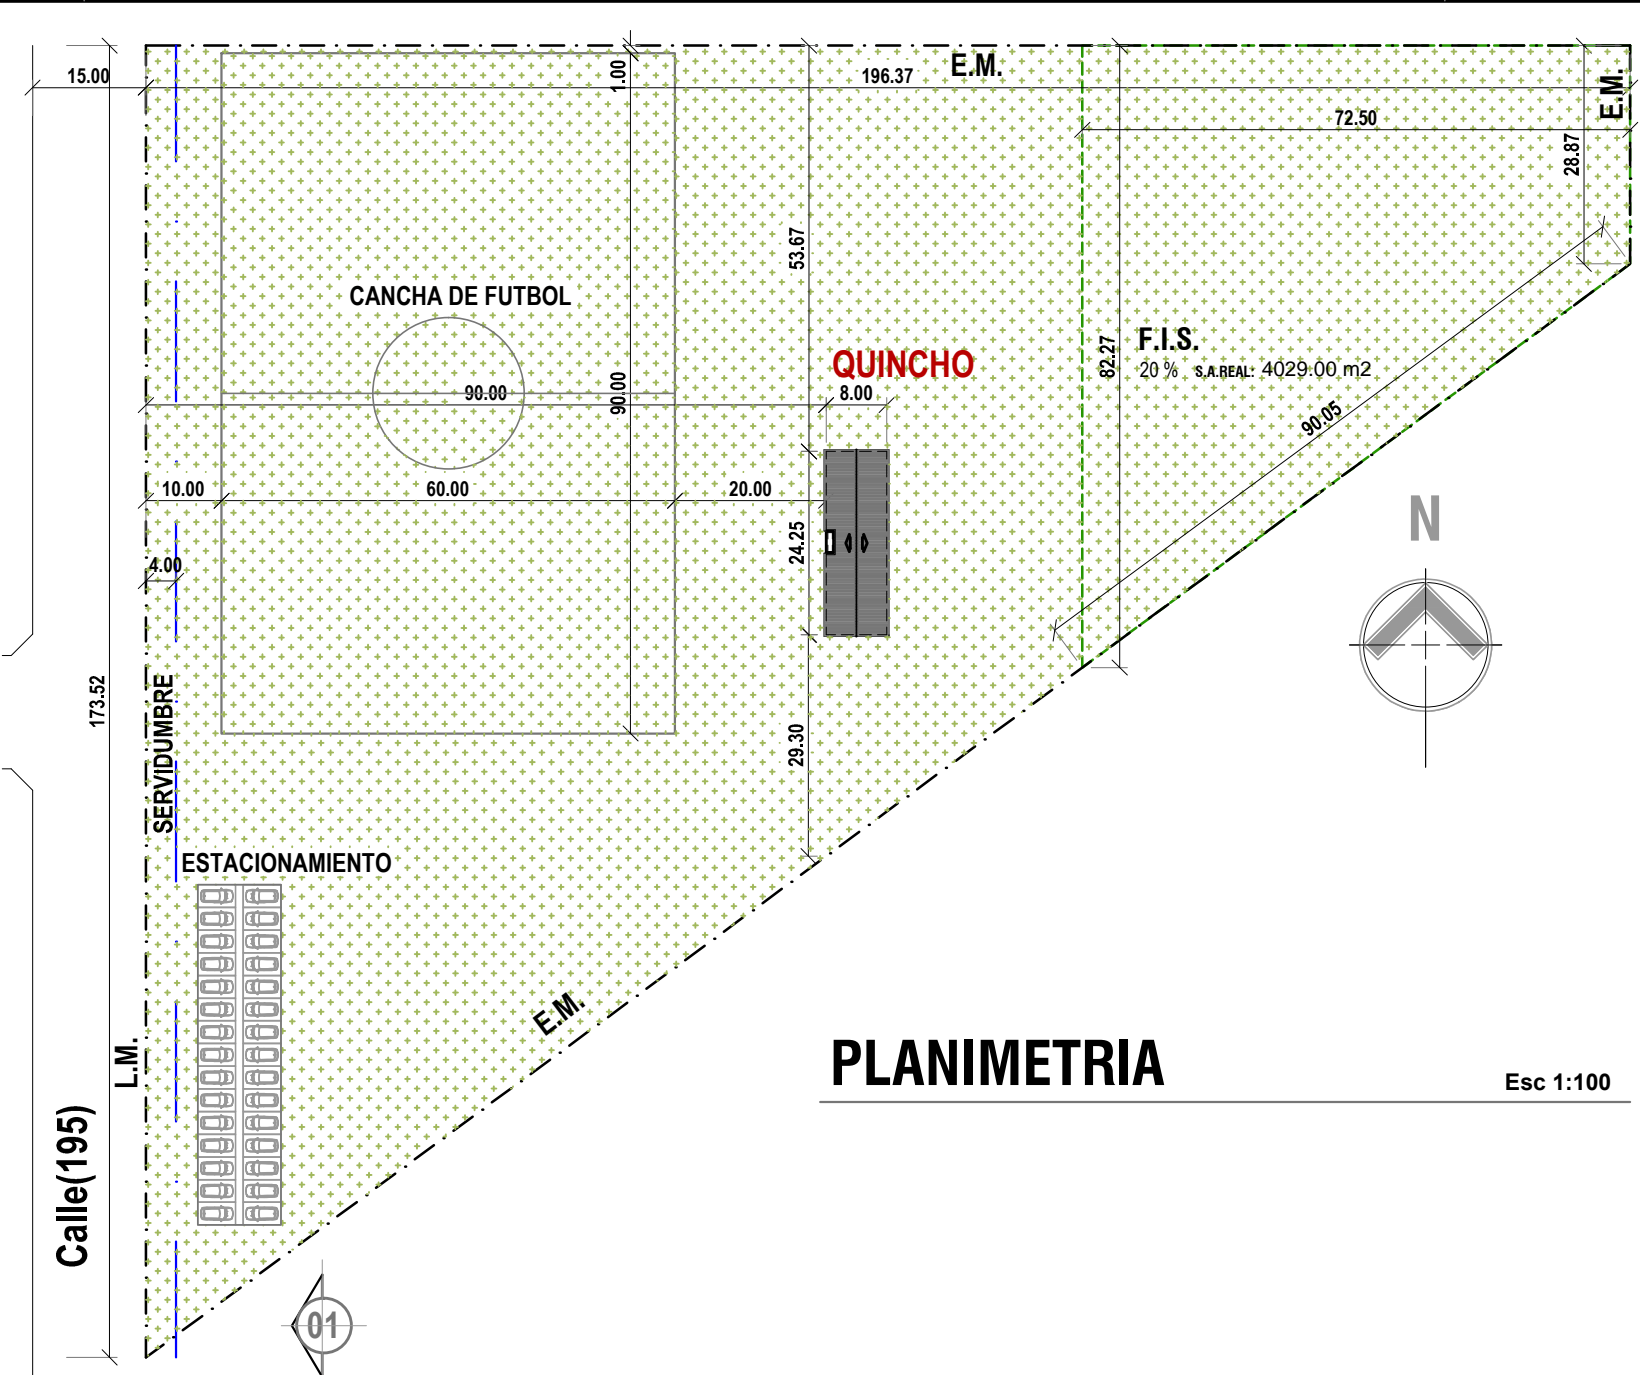 15.00
1.00
196.37
E.M.
E.M.
72.50
28.87
53.67
CANCHA DE FUTBOL
F.I.S.
20 % S.A.REAL: 4029.00 m2
82.27
QUINCHO
90.00
90.00
8.00
90.05
10.00
60.00
20.00
N
24.25
4.00
173.52
SERVIDUMBRE
29.30
ESTACIONAMIENTO
E.M.
L.M.
PLANIMETRIA
Esc 1:100
Calle(195)
01